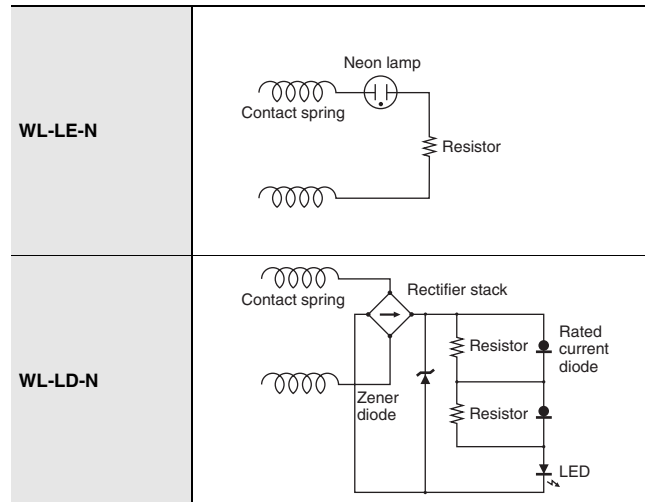 WL-LE-N
Neon lamp
Contact spring
Resistor
WL-LD-N
Contact spring
Rectifier stack
Resistor
Rated
current
diode
Zener
diode
Resistor
LED